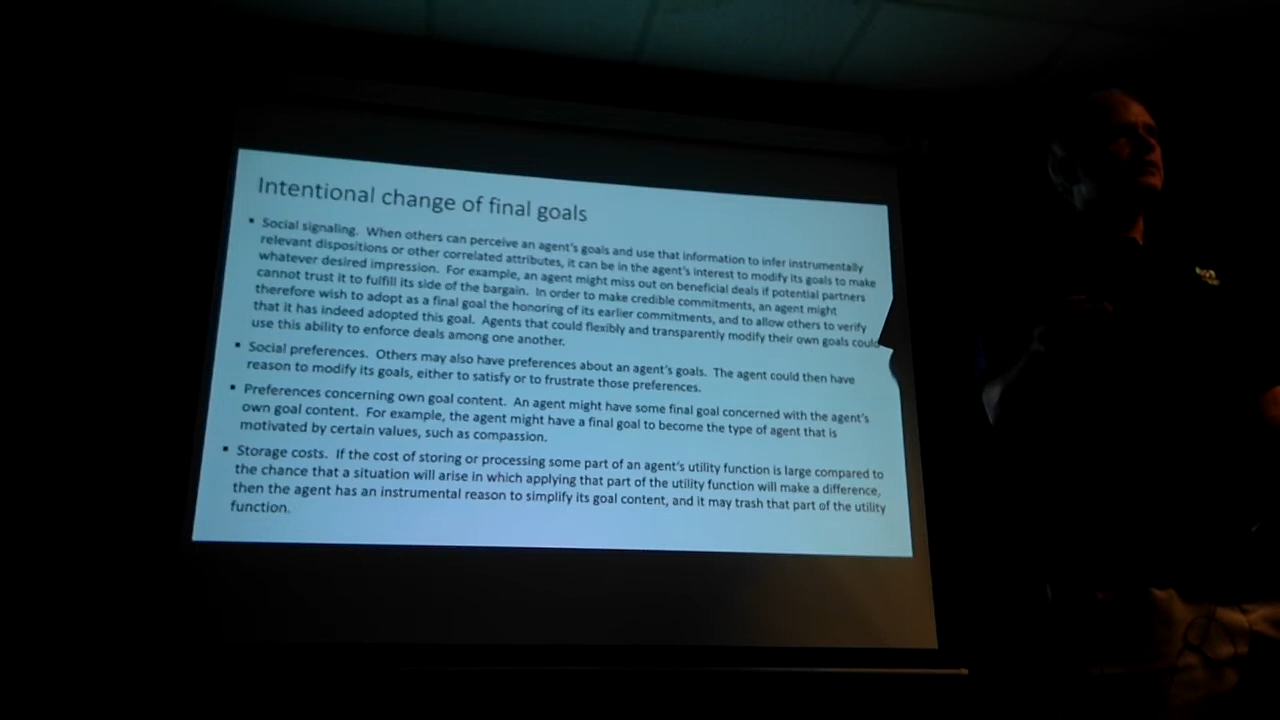 Intentional change of final goals
▪ Social signaling. When others can perceive an agent's goals and use that information to infer instrumentally
relevant dispositions or other correlated attributes, it can be in the agent's interest to modify its goals to make
whatever desired impression. For example, an agent might miss out on beneficial deals if potential partners
cannot trust it to fulfill its side of the bargain. In order to make credible commitments, an agent might
therefore wish to adopt as a final goal the honoring of its earlier commitments, and to allow others to verify
that it has indeed adopted this goal. Agents that could flexibly and transparently modify their own goals could
use this ability to enforce deals among one another.
▪ Social preferences. Others may also have preferences about an agent's goals. The agent could then have
reason to modify its goals, either to satisfy or to frustrate those preferences.
▪ Preferences concerning own goal content. An agent might have some final goal concerned with the agent's
own goal content. For example, the agent might have a final goal to become the type of agent that is
motivated by certain values, such as compassion.
▪ Storage costs. If the cost of storing or processing some part of an agent's utility function is large compared to
the chance that a situation will arise in which applying that part of the utility function will make a difference,
then the agent has an instrumental reason to simplify its goal content, and it may trash that part of the utility
function.